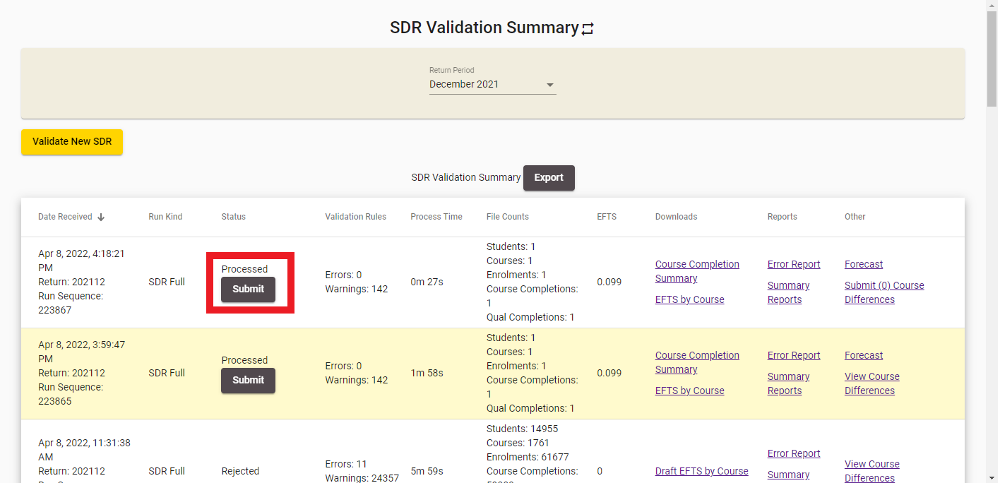 SDR Validation Summary
Return Period
December 2021
Validate New SDR
SDR Validation Summary Export
Date Received Run Kind Status Validation Rules Process Time File Counts EFTS Downloads Reports Other
Apr 8, 2022, 4:18:21
PM
Return: 202112
Run Sequence:
223867
SDR Full
Processed
Submit
Errors: 0
Warnings: 142
0m 27s
Students: 1
Courses: 1
Enrolments: 1
Course Completions:
1
Qual Completions: 1
0.099
Course Completion
Summary
EFTS by Course
Error Report
Summary
Reports
Forecast
Submit (0) Course
Differences
Apr 8, 2022, 3:59:47
PM
Return: 202112
Run Sequence:
223865
SDR Full
Processed
Submit
Errors: 0
Warnings: 142
1m 58s
Students: 1
Courses: 1
Enrolments: 1
Course Completions:
1
Qual Completions: 1
0.099
Course Completion
Summary
EFTS by Course
Error Report
Summary
Reports
Forecast
View Course
Differences
Apr 8, 2022, 11:31:38
AM
Return: 202112
SDR Full
Rejected
Errors: 11
Warnings: 24357
5m 59s
Students: 14955
Courses: 1761
Enrolments: 61677
Course Completions:
0
Draft EFTS by Course
Error Report
Summary
View Course
Differences